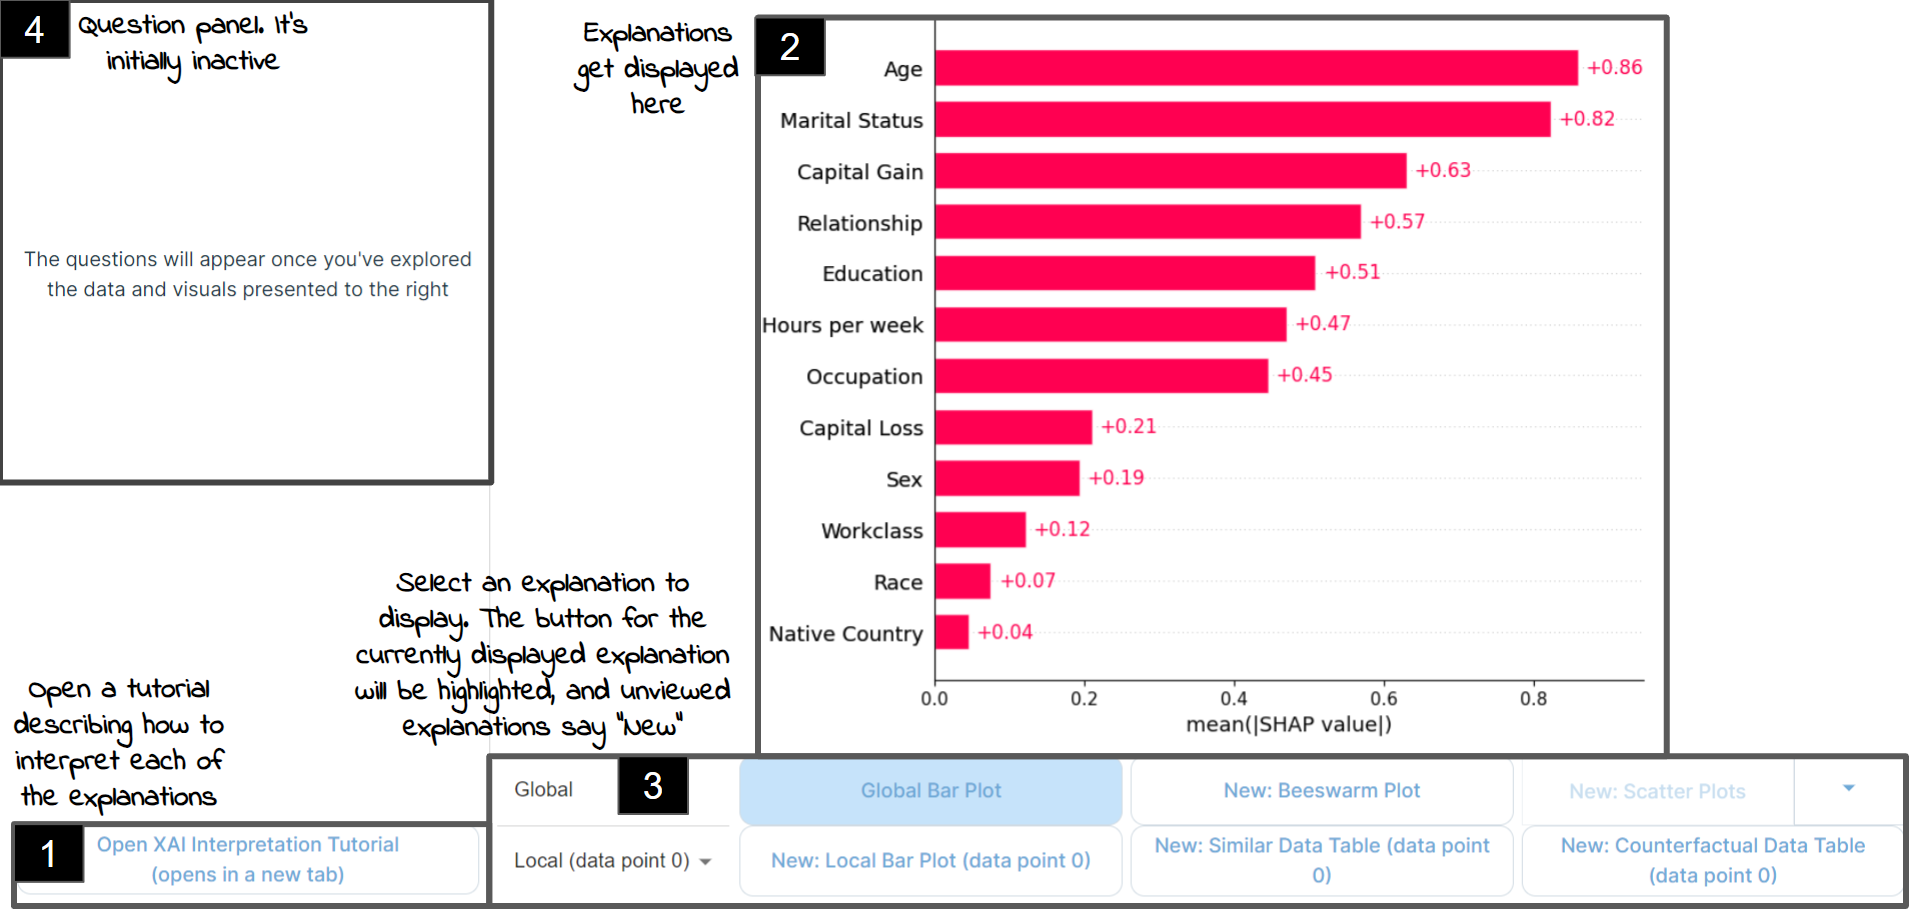 4
Question panel. It's
initially inactive
The questions will appear once you've explored
the data and visuals presented to the right
Explanations
get displayed
here
2
Age
+0.86
Marital Status
+0.82
Capital Gain
+0.63
Relationship
+0.57
Education
+0.51
Hours per week
+0.47
Occupation
+0.45
Capital Loss
+0.21
Sex
+0.19
Workclass
+0.12
Race
+0.07
Native Country
+0.04
0.0 0.2 0.4 0.6 0.8
mean(|SHAP value|)
Select an explanation to
display. The button for the
currently displayed explanation
will be highlighted, and unviewed
explanations say "New"
Open a tutorial
describing how to
interpret each of
the explanations
1
Open XAI Interpretation Tutorial
(opens in a new tab)
3
Global
Global Bar Plot
New: Beeswarm Plot
New: Scatter Plots
Local (data point 0)
New: Local Bar Plot (data point 0)
New: Similar Data Table (data point
0)
New: Counterfactual Data Table
(data point 0)